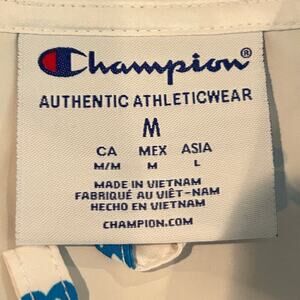 Champion®
AUTHENTIC ATHLETICWEAR
M
CA MEX ASIA
M/M M L
MADE IN VIETNAM
FABRIQUÉ AU VIÊT-NAM
HECHO EN VIETNAM
CHAMPION.COM